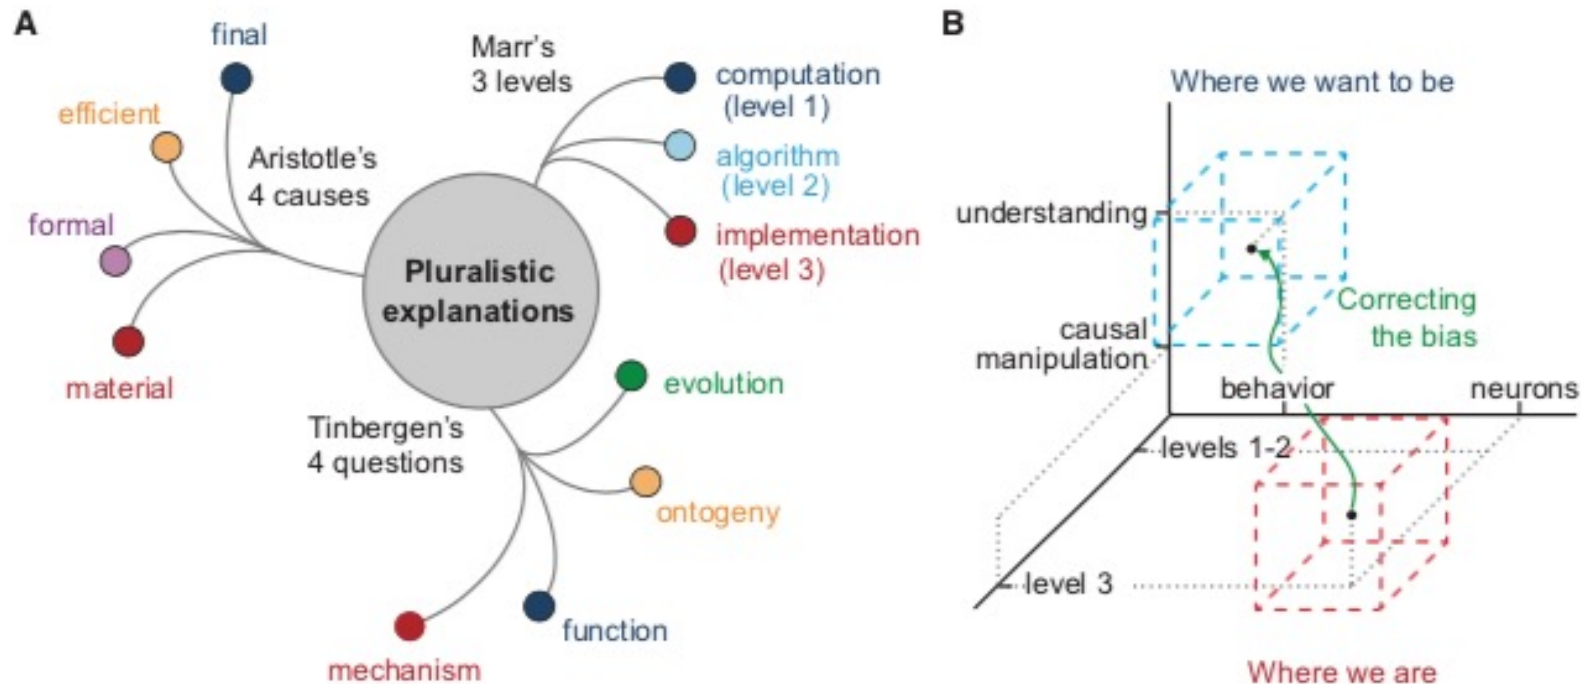 A
final
efficient
Aristotle's
4 causes
formal
material
Marr's
3 levels
computation
(level 1)
algorithm
(level 2)
implementation
(level 3)
Pluralistic
explanations
Tinbergen's
4 questions
evolution
ontogeny
function
mechanism
B
Where we want to be
understanding
causal
manipulation
Correcting
the bias
behavior
neurons
levels 1-2
level 3
Where we are